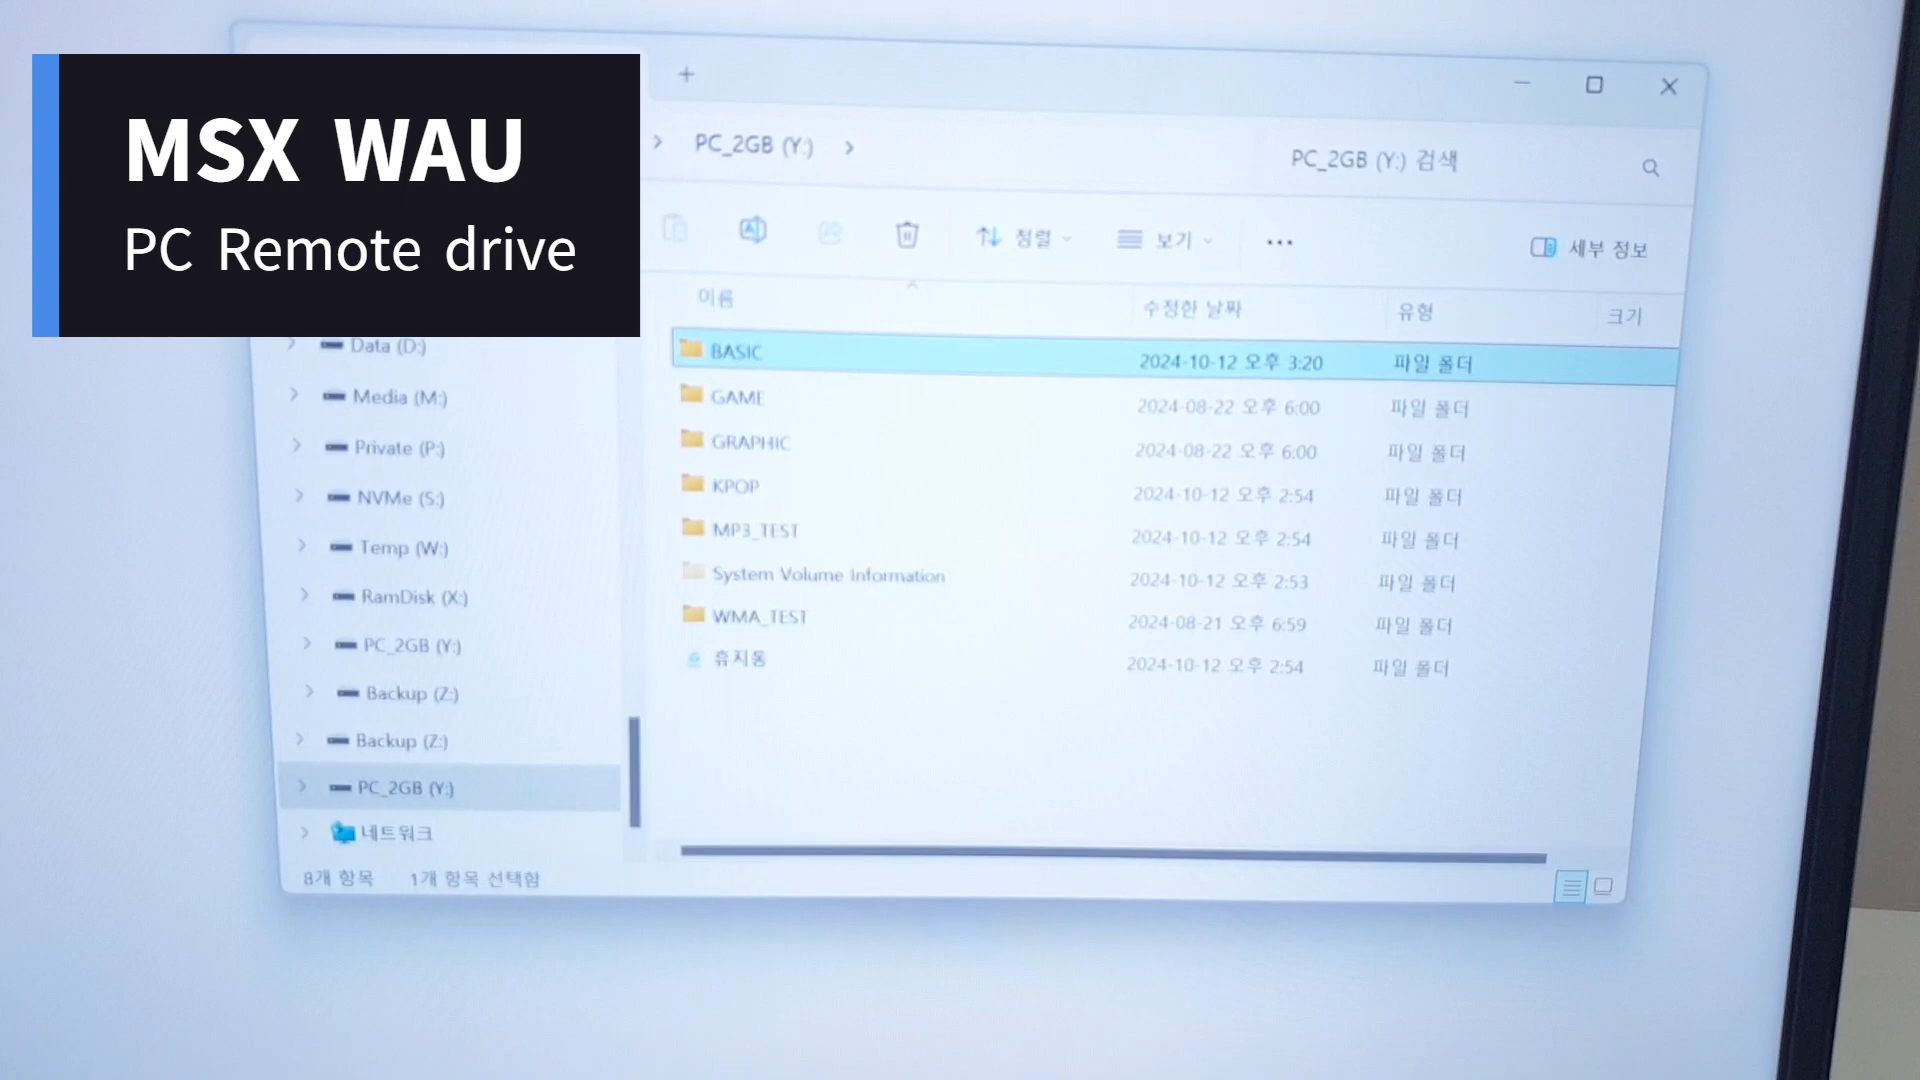 MSX WAU
PC Remote drive
PC_2GB (Y:)
PC_2GB (Y:) 검색
정렬
보기
세부 정보
이름 수정한 날짜 유형 크기
BASIC 2024-10-12 오후 3:20 파일 폴더
GAME 2024-08-22 오후 6:00 파일 폴더
GRAPHIC 2024-08-22 오후 6:00 파일 폴더
KPOP 2024-10-12 오후 2:54 파일 폴더
MP3_TEST 2024-10-12 오후 2:54 파일 폴더
System Volume Information 2024-10-12 오후 2:53 파일 폴더
WMA_TEST 2024-08-21 오후 6:59 파일 폴더
휴지통 2024-10-12 오후 2:54 파일 폴더
Data (D:)
Media (M:)
Private (P:)
NVMe (S:)
Temp (W:)
RamDisk (X:)
PC_2GB (Y:)
Backup (Z:)
Backup (Z:)
PC_2GB (Y:)
네트워크
8개 항목 1개 항목 선택함